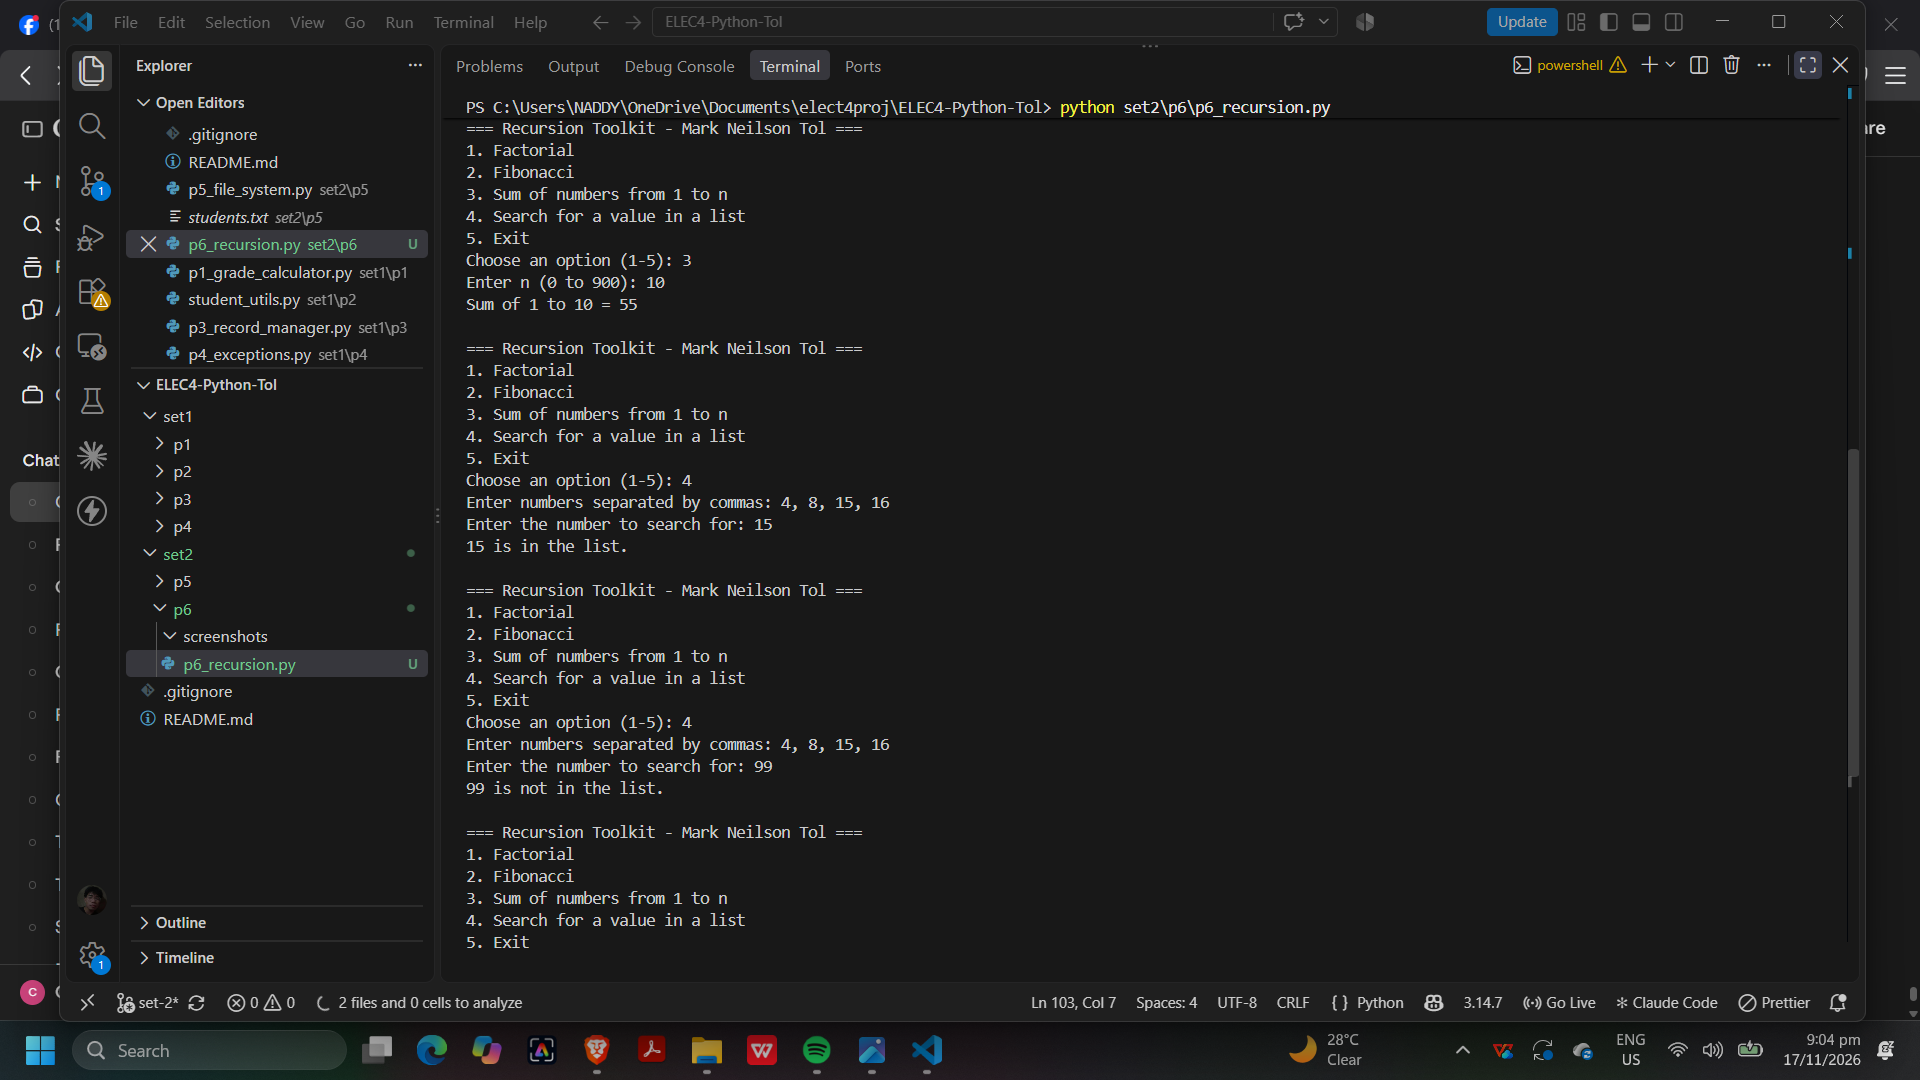 File Edit Selection View Go Run Terminal Help
ELEC4-Python-Tol
Update
Explorer
Open Editors
.gitignore
README.md
p5_file_system.py set2\p5
students.txt set2\p5
p6_recursion.py set2\p6 U
p1_grade_calculator.py set1\p1
student_utils.py set1\p2
p3_record_manager.py set1\p3
p4_exceptions.py set1\p4
ELEC4-Python-Tol
set1
p1
p2
p3
p4
set2
p5
p6
screenshots
p6_recursion.py U
.gitignore
README.md
Outline
Timeline
Chat
C
1
1
Problems Output Debug Console Terminal Ports
powershell
PS C:\Users\NADDY\OneDrive\Documents\elect4proj\ELEC4-Python-Tol> python set2\p6\p6_recursion.py
=== Recursion Toolkit - Mark Neilson Tol ===
1. Factorial
2. Fibonacci
3. Sum of numbers from 1 to n
4. Search for a value in a list
5. Exit
Choose an option (1-5): 3
Enter n (0 to 900): 10
Sum of 1 to 10 = 55
=== Recursion Toolkit - Mark Neilson Tol ===
1. Factorial
2. Fibonacci
3. Sum of numbers from 1 to n
4. Search for a value in a list
5. Exit
Choose an option (1-5): 4
Enter numbers separated by commas: 4, 8, 15, 16
Enter the number to search for: 15
15 is in the list.
=== Recursion Toolkit - Mark Neilson Tol ===
1. Factorial
2. Fibonacci
3. Sum of numbers from 1 to n
4. Search for a value in a list
5. Exit
Choose an option (1-5): 4
Enter numbers separated by commas: 4, 8, 15, 16
Enter the number to search for: 99
99 is not in the list.
=== Recursion Toolkit - Mark Neilson Tol ===
1. Factorial
2. Fibonacci
3. Sum of numbers from 1 to n
4. Search for a value in a list
5. Exit
set-2* 0 0 2 files and 0 cells to analyze
Ln 103, Col 7 Spaces: 4 UTF-8 CRLF { } Python 3.14.7 Go Live Claude Code Prettier
Search
28°C
Clear
ENG
US
9:04 pm
17/11/2026